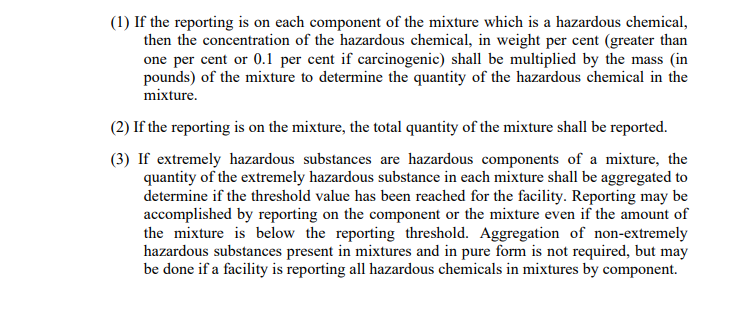 (1) If the reporting is on each component of the mixture which is a hazardous chemical,
then the concentration of the hazardous chemical, in weight per cent (greater than
one per cent or 0.1 per cent if carcinogenic) shall be multiplied by the mass (in
pounds) of the mixture to determine the quantity of the hazardous chemical in the
mixture.
(2) If the reporting is on the mixture, the total quantity of the mixture shall be reported.
(3) If extremely hazardous substances are hazardous components of a mixture, the
quantity of the extremely hazardous substance in each mixture shall be aggregated to
determine if the threshold value has been reached for the facility. Reporting may be
accomplished by reporting on the component or the mixture even if the amount of
the mixture is below the reporting threshold. Aggregation of non-extremely
hazardous substances present in mixtures and in pure form is not required, but may
be done if a facility is reporting all hazardous chemicals in mixtures by component.